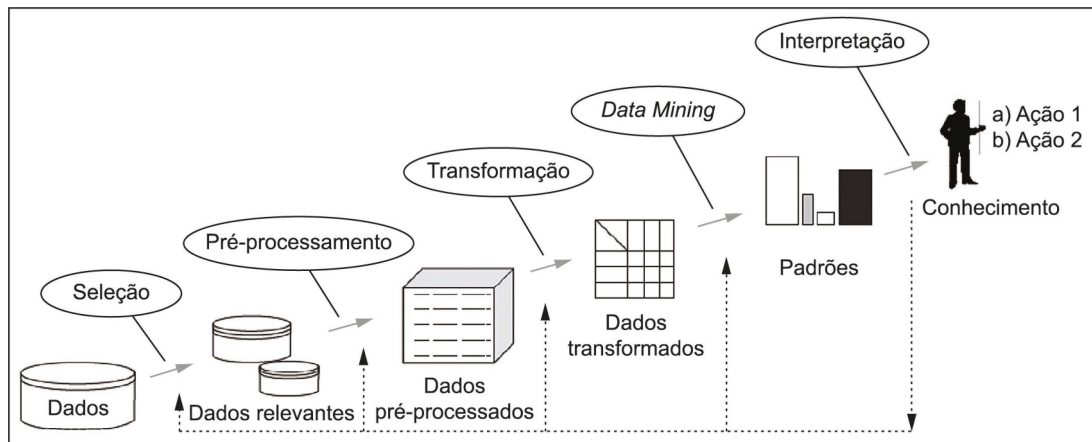 Interpretação
a) Ação 1
b) Ação 2
Conhecimento
Data Mining
Padrões
Transformação
Dados
transformados
Pré-processamento
Dados
pré-processados
Seleção
Dados relevantes
Dados